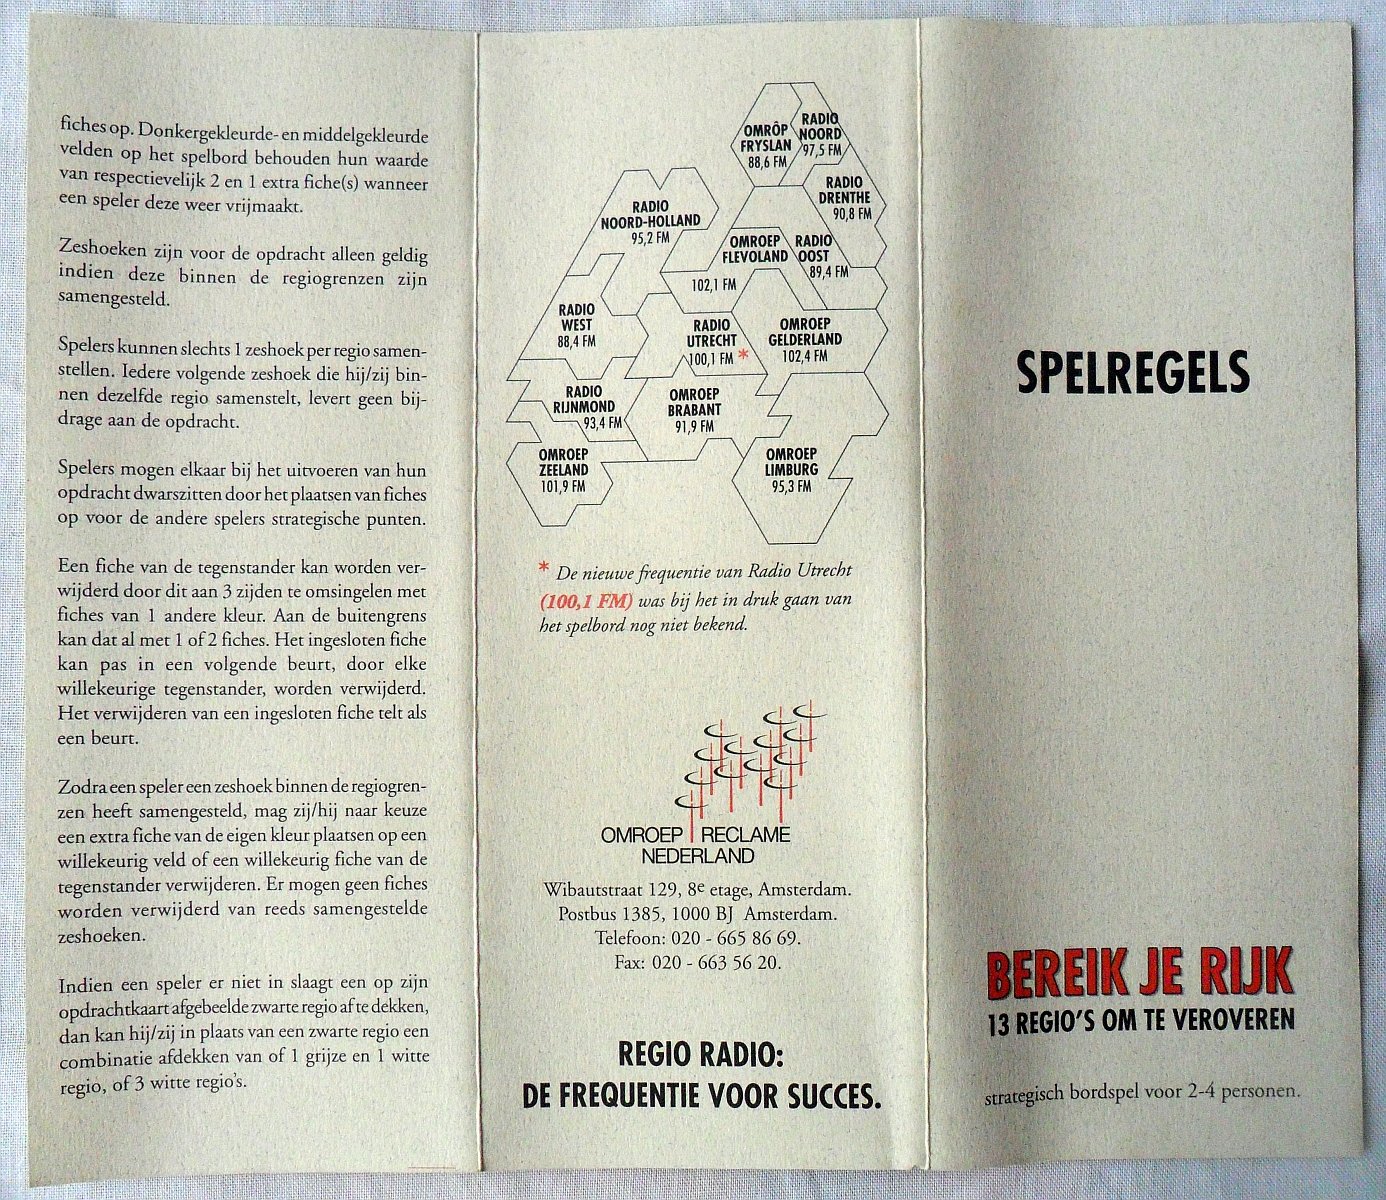 fiches op. Donkergekleurde- en middelgekleurde
velden op het spelbord behouden hun waarde
van respectievelijk 2 en 1 extra fiche(s) wanneer
een speler deze weer vrijmaakt.
Zeshoeken zijn voor de opdracht alleen geldig
indien deze binnen de regiogrenzen zijn
samengesteld.
Spelers kunnen slechts 1 zeshoek per regio samen-
stellen. Iedere volgende zeshoek die hij/zij bin-
nen dezelfde regio samenstelt, levert geen bij-
drage aan de opdracht.
Spelers mogen elkaar bij het uitvoeren van hun
opdracht dwarszitten door het plaatsen van fiches
op voor de andere spelers strategische punten.
Een fiche van de tegenstander kan worden ver-
wijderd door dit aan 3 zijden te omsingelen met
fiches van 1 andere kleur. Aan de buitengrens
kan dat al met 1 of 2 fiches. Het ingesloten fiche
kan pas in een volgende beurt, door elke
willekeurige tegenstander, worden verwijderd.
Het verwijderen van een ingesloten fiche telt als
een beurt.
Zodra een speler een zeshoek binnen de regiogren-
zen heeft samengesteld, mag zij/hij naar keuze
een extra fiche van de eigen kleur plaatsen op een
willekeurig veld of een willekeurig fiche van de
tegenstander verwijderen. Er mogen geen fiches
worden verwijderd van reeds samengestelde
zeshoeken.
Indien een speler er niet in slaagt een op zijn
opdrachtkaart afgebeelde zwarte regio af te dekken,
dan kan hij/zij in plaats van een zwarte regio een
combinatie afdekken van of 1 grijze en 1 witte
regio, of 3 witte regio's.
OMRÔP
FRYSLAN
88,6 FM
RADIO
NOORD
97,5 FM
RADIO
DRENTHE
90,8 FM
RADIO
NOORD-HOLLAND
95,2 FM
OMROEP
FLEVOLAND
102,1 FM
RADIO
OOST
89,4 FM
RADIO
WEST
88,4 FM
RADIO
UTRECHT
100,1 FM *
OMROEP
GELDERLAND
102,4 FM
RADIO
RIJNMOND
93,4 FM
OMROEP
BRABANT
91,9 FM
OMROEP
ZEELAND
101,9 FM
OMROEP
LIMBURG
95,3 FM
* De nieuwe frequentie van Radio Utrecht
(100,1 FM) was bij het in druk gaan van
het spelbord nog niet bekend.
OMROEP RECLAME
NEDERLAND
Wibautstraat 129, 8e etage, Amsterdam.
Postbus 1385, 1000 BJ Amsterdam.
Telefoon: 020 - 665 86 69.
Fax: 020 - 663 56 20.
REGIO RADIO:
DE FREQUENTIE VOOR SUCCES.
SPELREGELS
BEREIK JE RIJK
13 REGIO'S OM TE VEROVEREN
strategisch bordspel voor 2-4 personen.